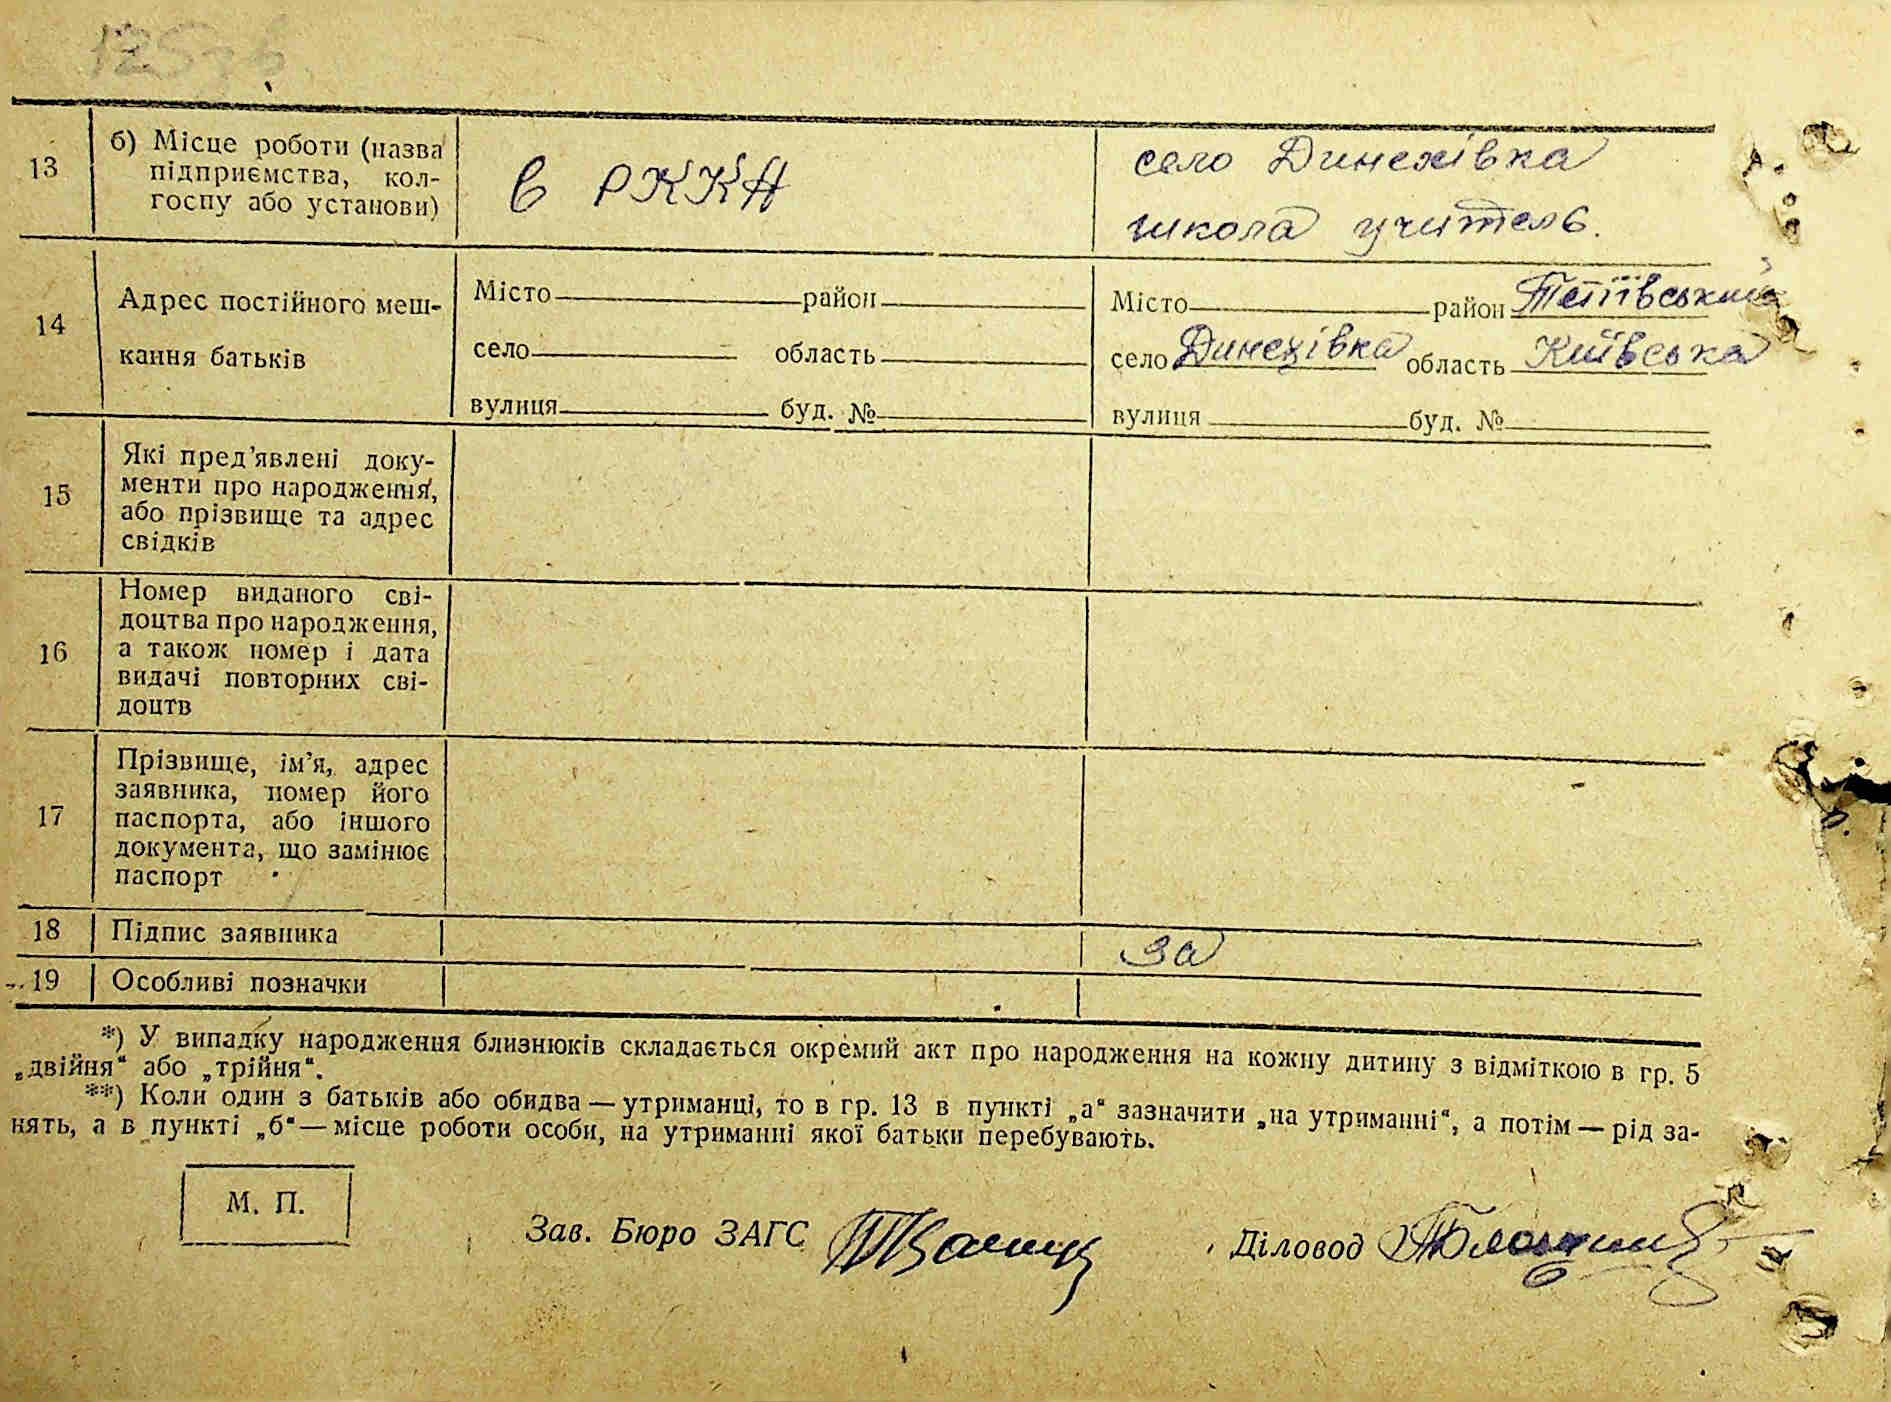 125зв
13
б) Місце роботи (назва
підприємства, кол-
госпу або установи)
в РККА
село Динехівка
школа учитель.
14
Адрес постійного меш-
кання батьків
Місто район
село область
вулиця буд. №
Місто район Тетіївський
село Динехівка область Київська
вулиця буд. №
15
Які пред’явлені доку-
менти про народження,
або прізвище та адрес
свідків
16
Номер виданого сві-
доцтва про народження,
а також номер і дата
видачі повторних сві-
доцтв
17
Прізвище, ім’я, адрес
заявника, номер його
паспорта, або іншого
документа, що замінює
паспорт
18 Підпис заявника
за
19 Особливі позначки
*) У випадку народження близнюків складається окремий акт про народження на кожну дитину з відміткою в гр. 5
„двійня“ або „трійня“.
**) Коли один з батьків або обидва — утриманці, то в гр. 13 в пункті „а“ зазначити „на утриманні“, а потім — рід за-
нять, а в пункті „б“ — місце роботи особи, на утриманні якої батьки перебувають.
М. П.
Зав. Бюро ЗАГС
Діловод